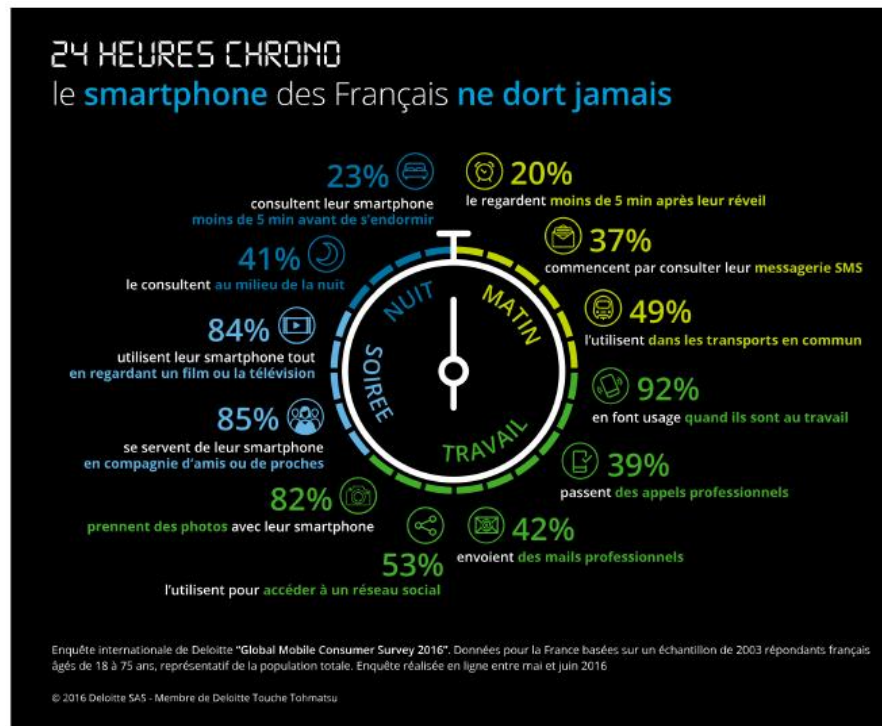 24 HEURES CHRONO
le smartphone des Français ne dort jamais
23%
consultent leur smartphone
moins de 5 min avant de s'endormir
20%
le regardent moins de 5 min après leur réveil
37%
commencent par consulter leur messagerie SMS
41%
le consultent au milieu de la nuit
49%
l'utilisent dans les transports en commun
84%
utilisent leur smartphone tout
en regardant un film ou la télévision
92%
en font usage quand ils sont au travail
85%
se servent de leur smartphone
en compagnie d'amis ou de proches
39%
passent des appels professionnels
82%
prennent des photos avec leur smartphone
42%
envoient des mails professionnels
53%
l'utilisent pour accéder à un réseau social
NUIT
MATIN
SOIREE
TRAVAIL
Enquête internationale de Deloitte "Global Mobile Consumer Survey 2016". Données pour la France basées sur un échantillon de 2003 répondants français
âgés de 18 à 75 ans, représentatif de la population totale. Enquête réalisée en ligne entre mai et juin 2016
© 2016 Deloitte SAS - Membre de Deloitte Touche Tohmatsu